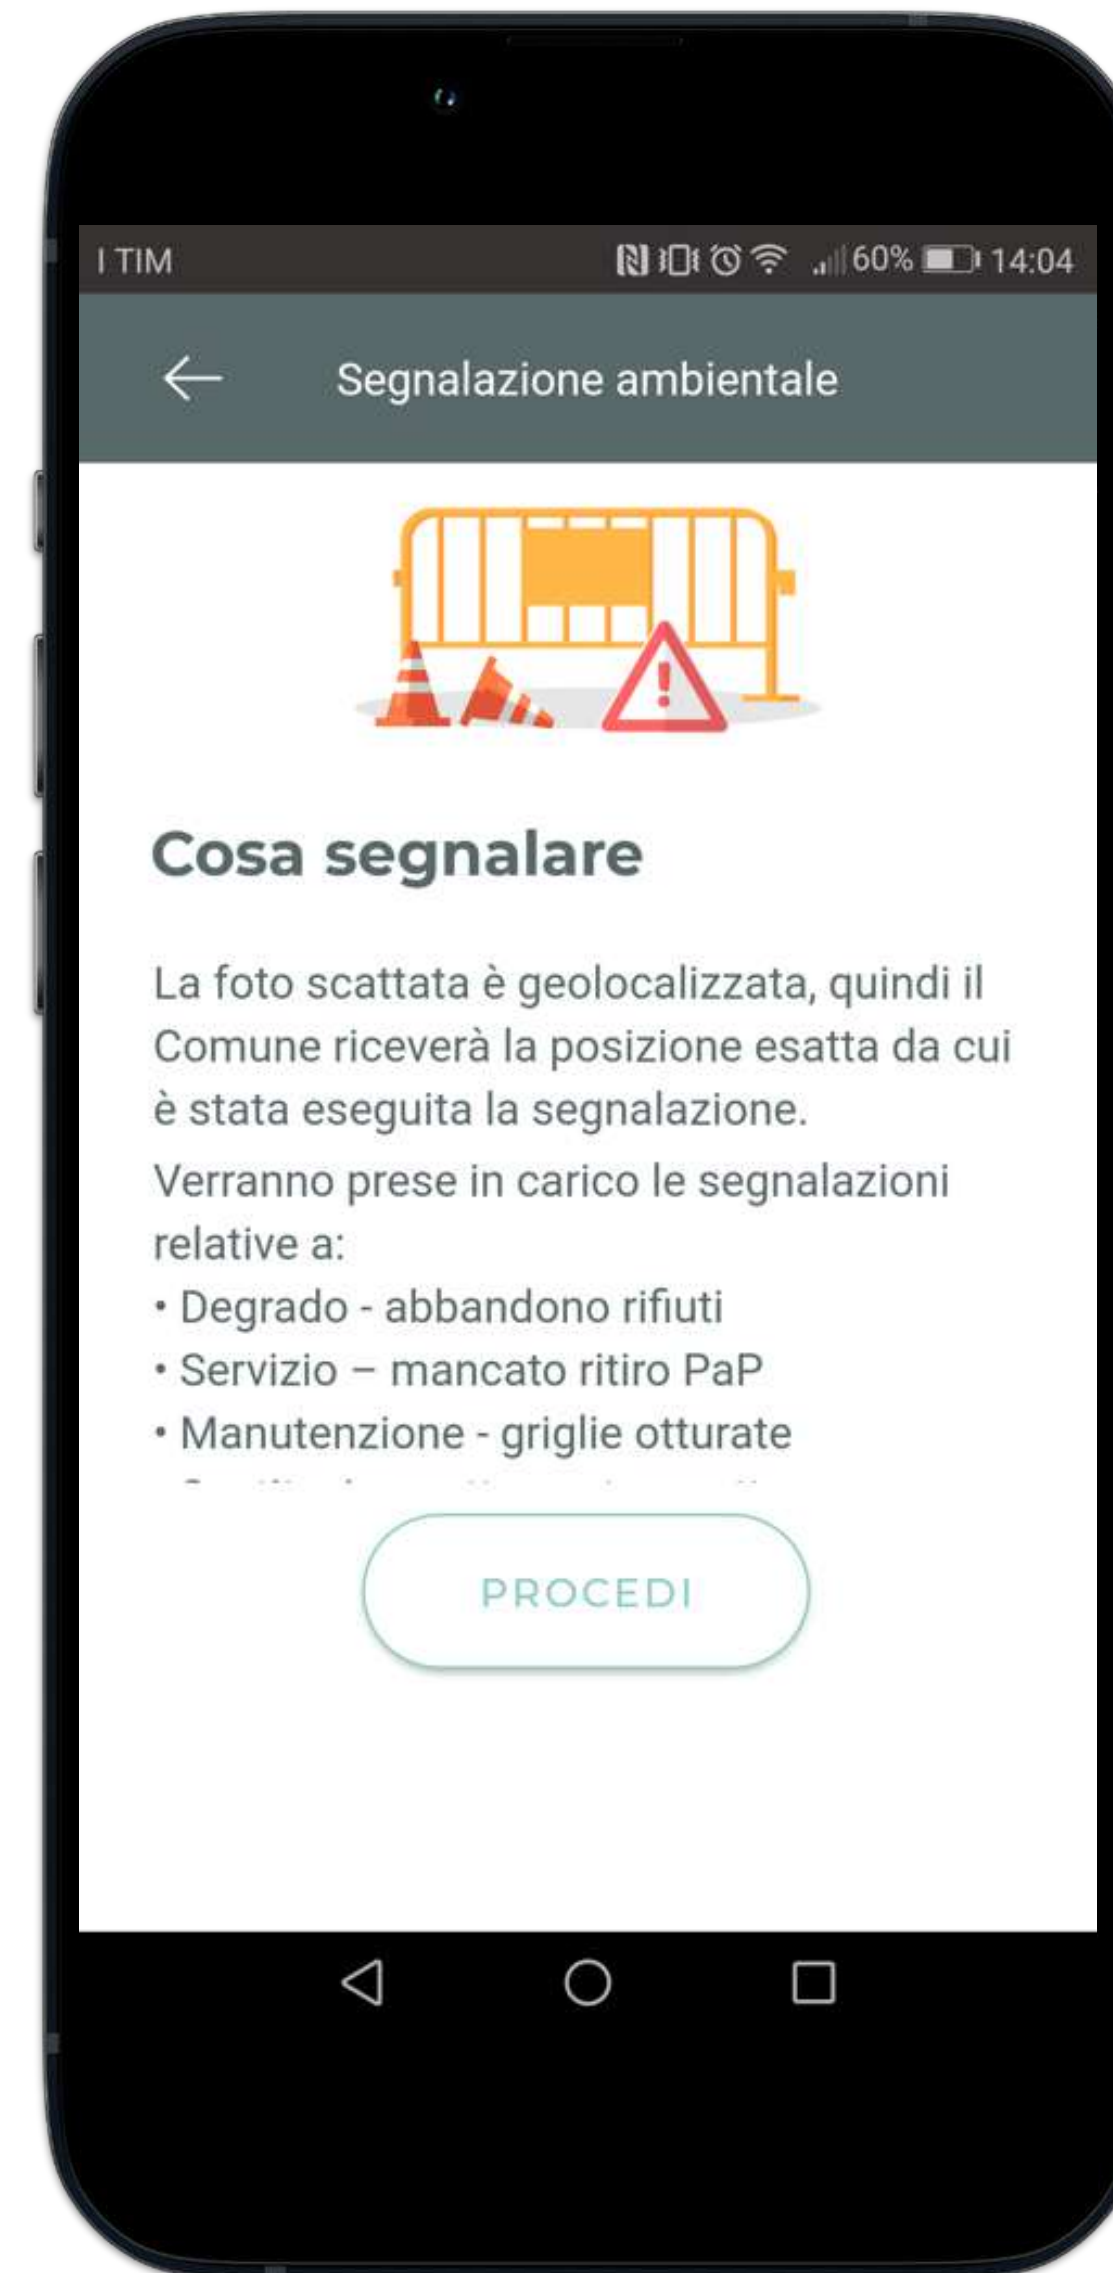 I TIM 60% 14:04
Segnalazione ambientale
Cosa segnalare
La foto scattata è geolocalizzata, quindi il
Comune riceverà la posizione esatta da cui
è stata eseguita la segnalazione.
Verranno prese in carico le segnalazioni
relative a:
• Degrado - abbandono rifiuti
• Servizio – mancato ritiro PaP
• Manutenzione - griglie otturate
PROCEDI